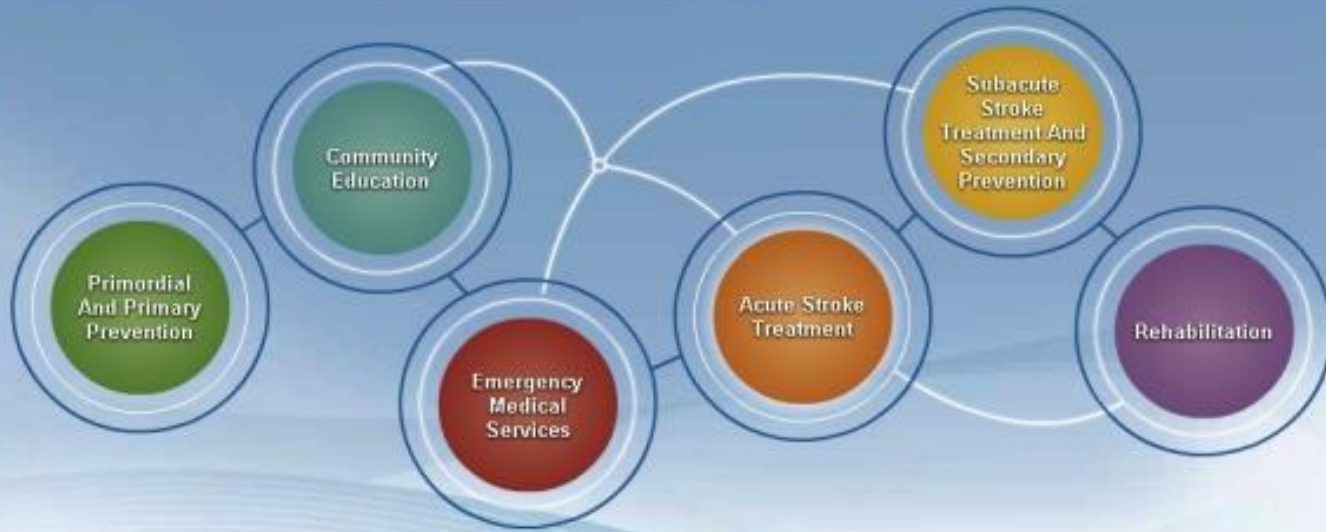 Primordial
And Primary
Prevention
Community
Education
Emergency
Medical
Services
Acute Stroke
Treatment
Subacute
Stroke
Treatment And
Secondary
Prevention
Rehabilitation